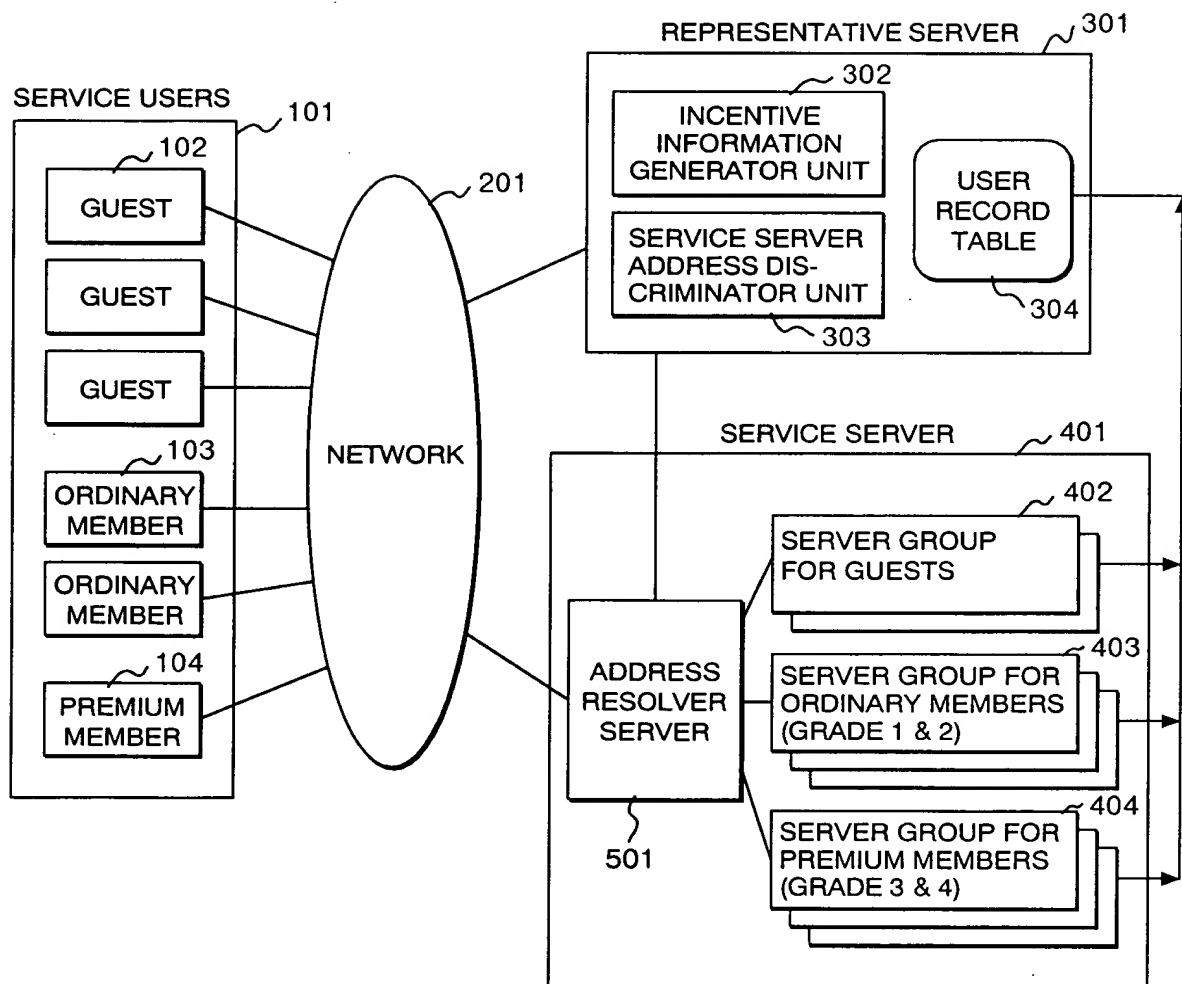 REPRESENTATIVE SERVER
301
302
INCENTIVE
INFORMATION
GENERATOR UNIT
USER
RECORD
TABLE
304
SERVICE SERVER
ADDRESS DIS-
CRIMINATOR UNIT
303
SERVICE USERS
101
102
GUEST
GUEST
GUEST
103
ORDINARY
MEMBER
ORDINARY
MEMBER
104
PREMIUM
MEMBER
201
NETWORK
SERVICE SERVER
401
402
SERVER GROUP
FOR GUESTS
403
SERVER GROUP FOR
ORDINARY MEMBERS
(GRADE 1 & 2)
404
SERVER GROUP FOR
PREMIUM MEMBERS
(GRADE 3 & 4)
ADDRESS
RESOLVER
SERVER
501